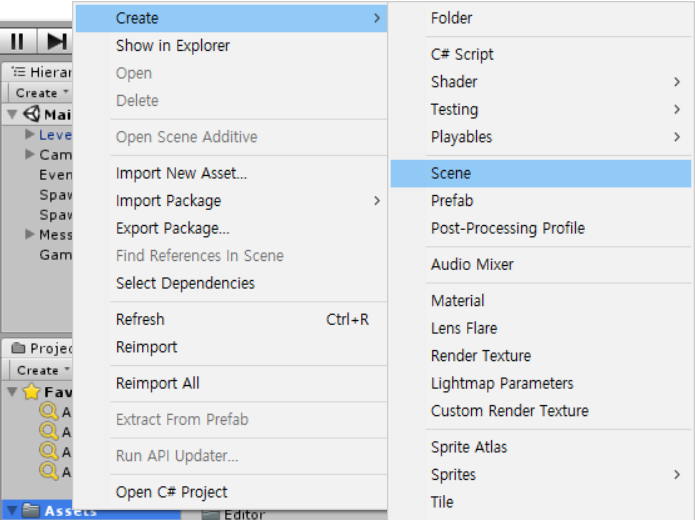 Create
Show in Explorer
Open
Delete
Open Scene Additive
Import New Asset...
Import Package
Export Package...
Find References In Scene
Select Dependencies
Refresh Ctrl+R
Reimport
Reimport All
Extract From Prefab
Run API Updater...
Open C# Project
Folder
C# Script
Shader
Testing
Playables
Scene
Prefab
Post-Processing Profile
Audio Mixer
Material
Lens Flare
Render Texture
Lightmap Parameters
Custom Render Texture
Sprite Atlas
Sprites
Tile
Hierar
Create
Mai
Leve
Cam
Even
Spaw
Spaw
Mess
Gam
Projec
Create
Fav
A
A
A
A
Assets
Editor